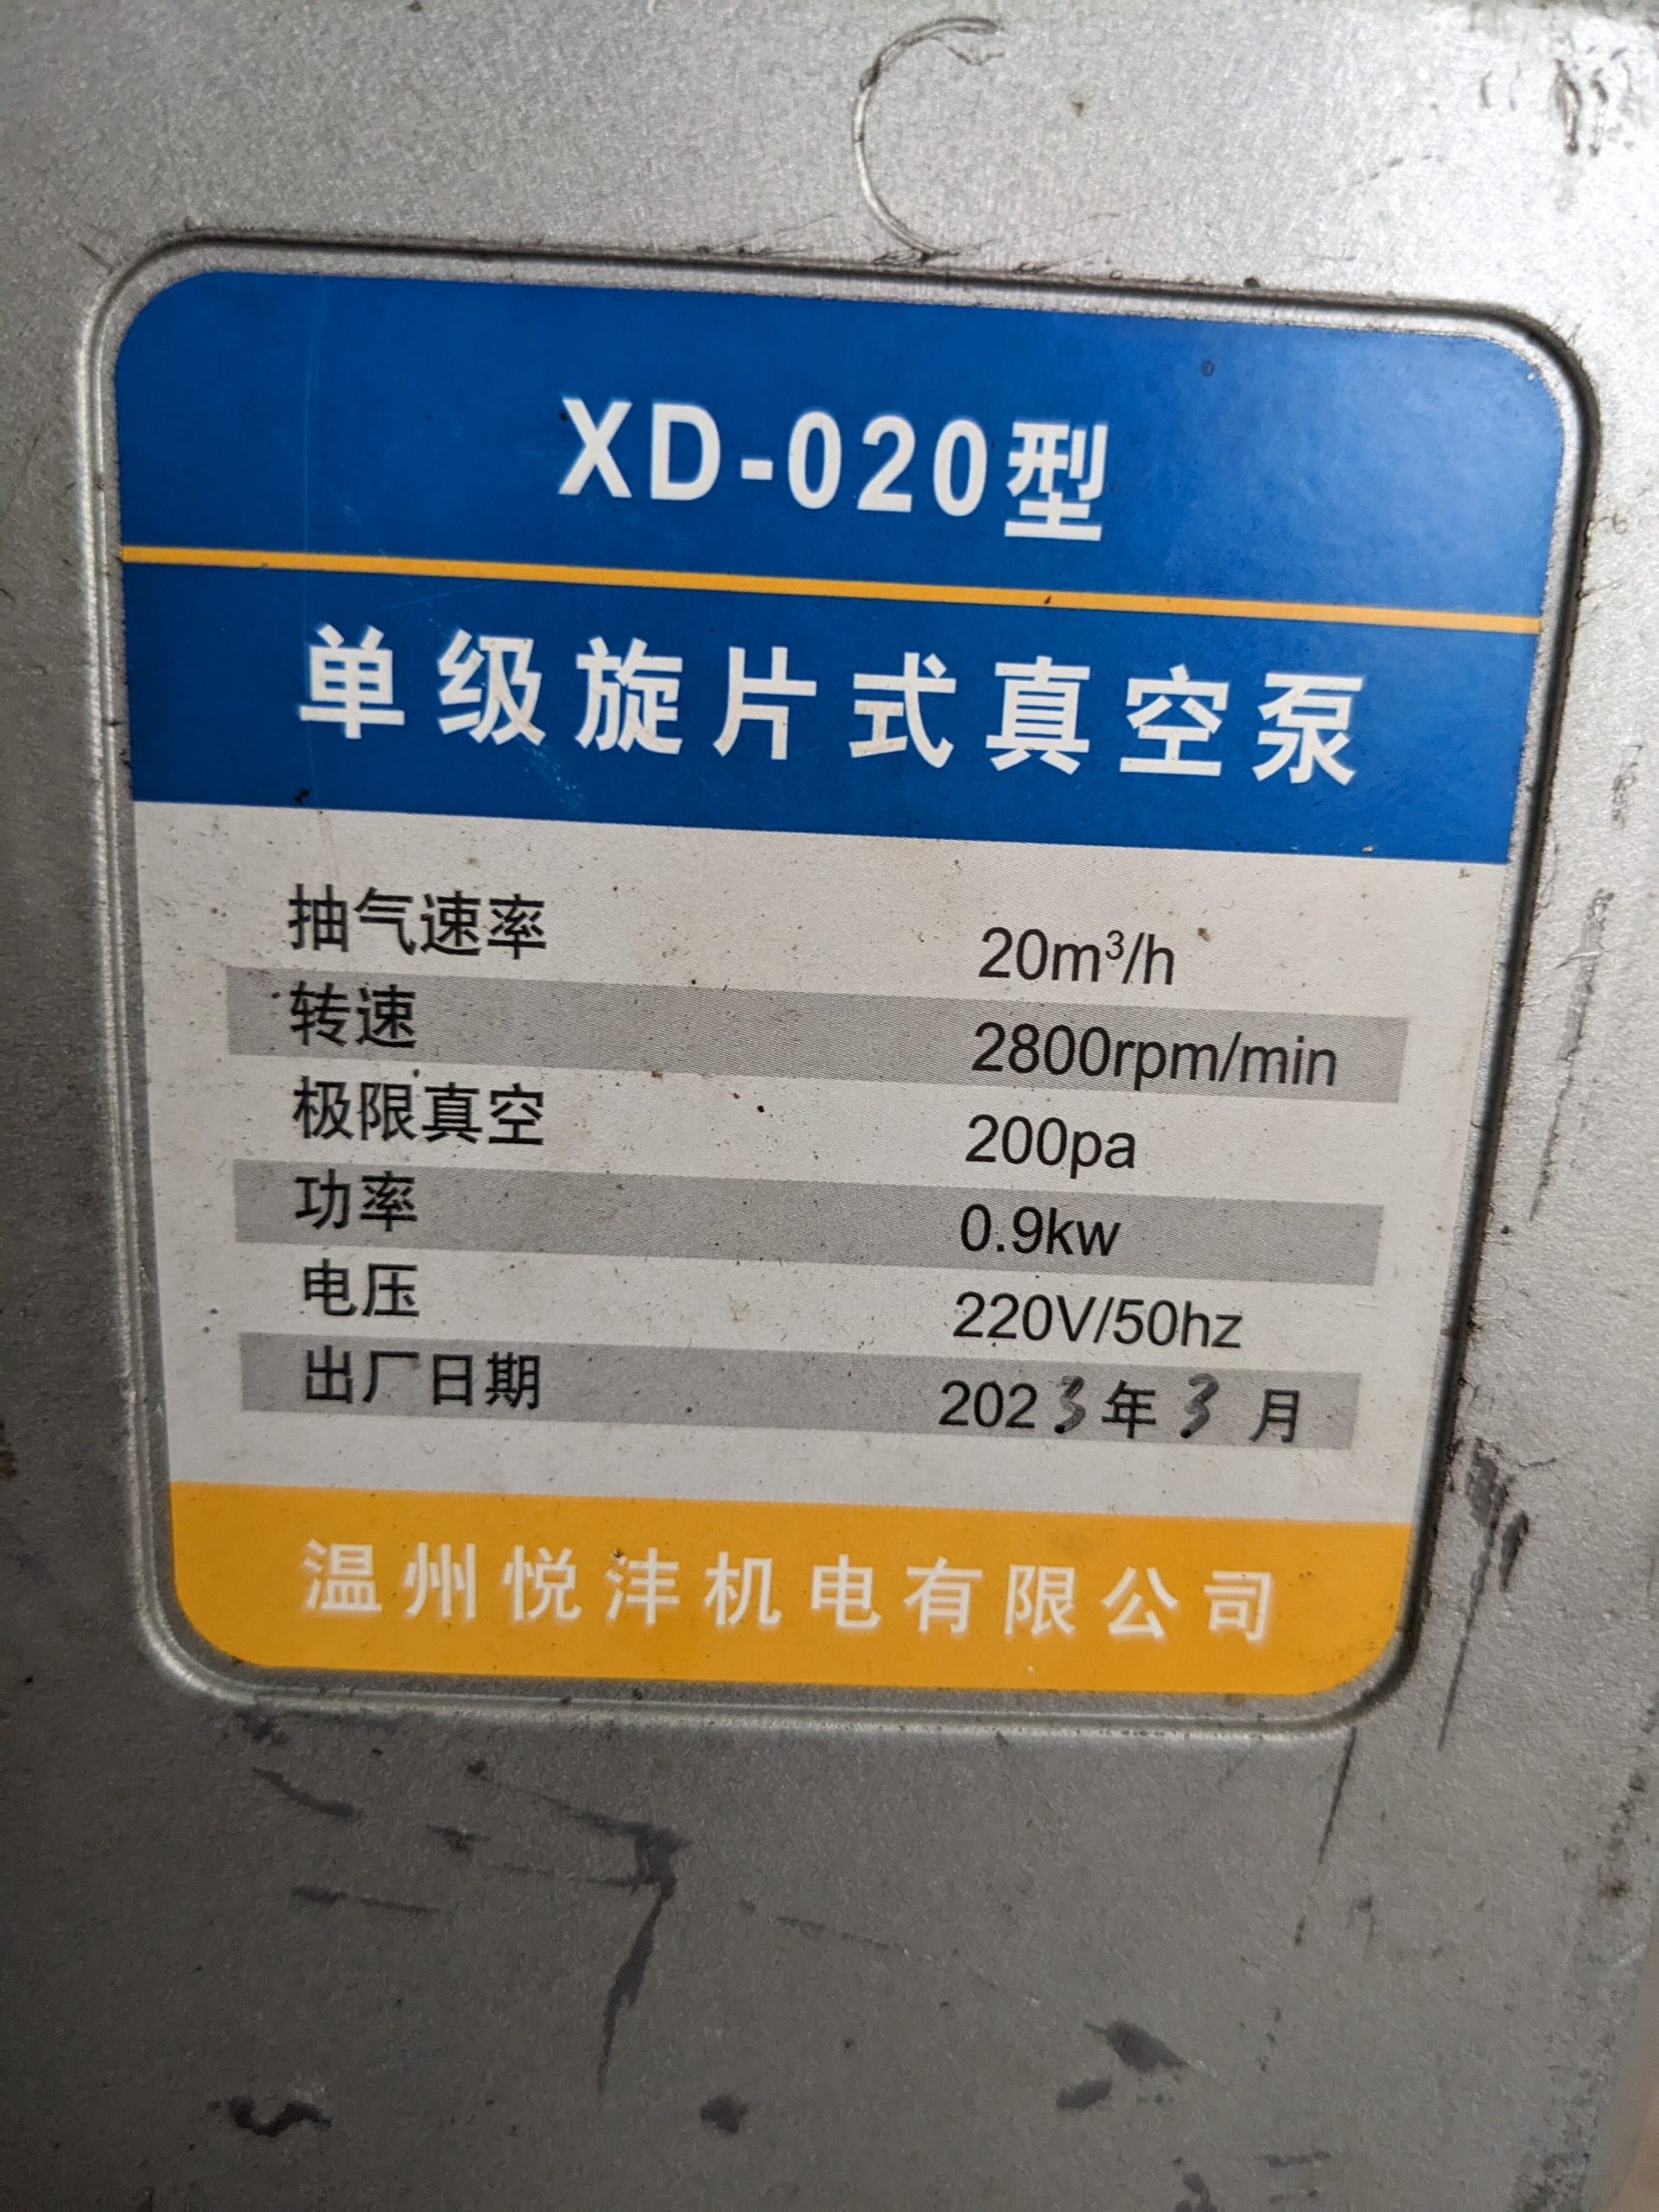 XD-020型
单级旋片式真空泵
抽气速率 20m³/h
转速 2800rpm/min
极限真空 200pa
功率 0.9kw
电压 220V/50hz
出厂日期 2023年3月
温州悦沣机电有限公司